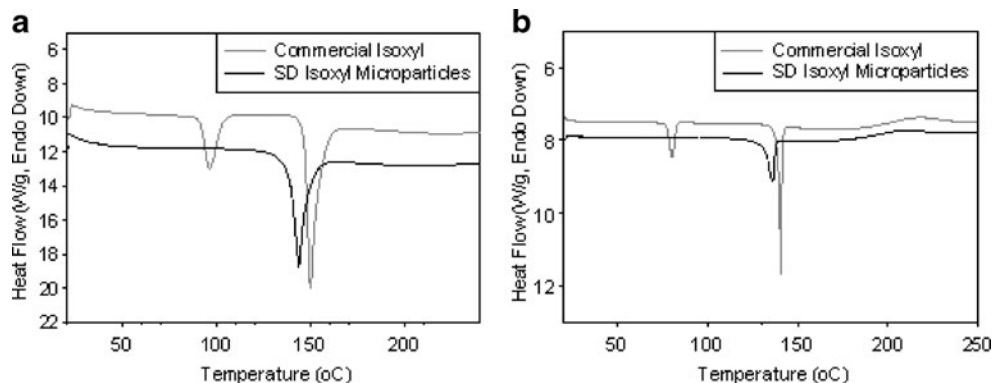 a
Commercial Isoxyl
SD Isoxyl Microparticles
Heat Flow (W/g, Endo Down)
6
8
10
12
14
16
18
20
22
50
100
150
200
Temperature (oC)
b
Commercial Isoxyl
SD Isoxyl Microparticles
Heat Flow (W/g, Endo Down)
6
8
10
12
50
100
150
200
250
Temperature (oC)